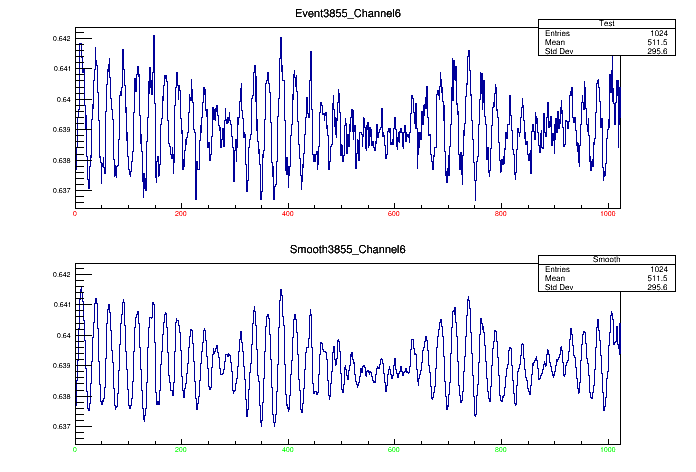 Event3855_Channel6
Test
Entries 1024
Mean 511.5
Std Dev 295.6
0.642
0.641
0.64
0.639
0.638
0.637
0 200 400 600 800 1000
Smooth3855_Channel6
Smooth
Entries 1024
Mean 511.5
Std Dev 295.6
0.642
0.641
0.64
0.639
0.638
0.637
0 200 400 600 800 1000